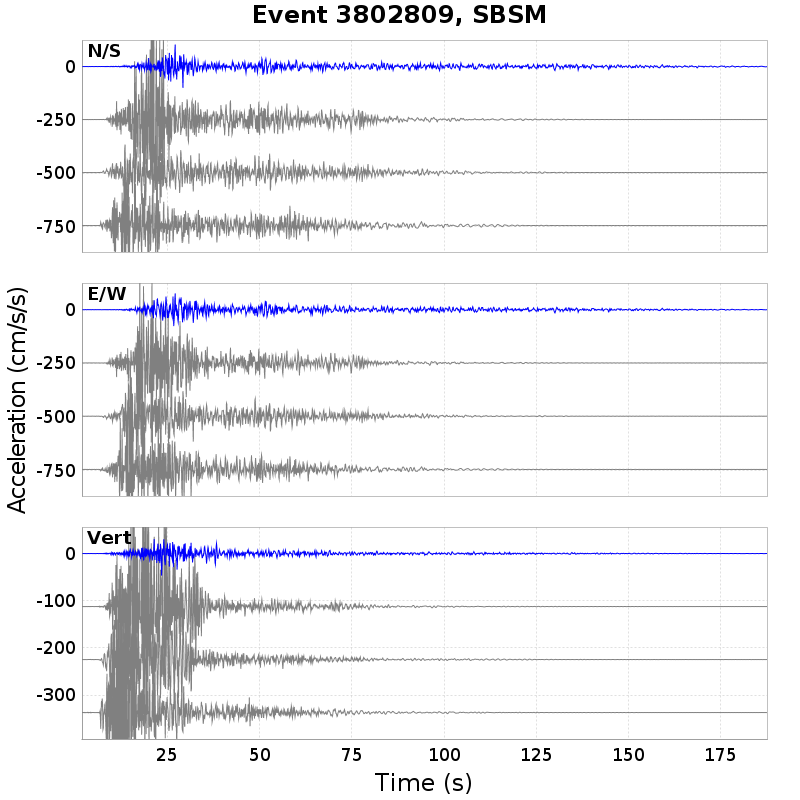 Event 3802809, SBSM
N/S
0
-250
-500
-750
E/W
0
-250
-500
-750
Acceleration (cm/s/s)
Vert
0
-100
-200
-300
25 50 75 100 125 150 175
Time (s)